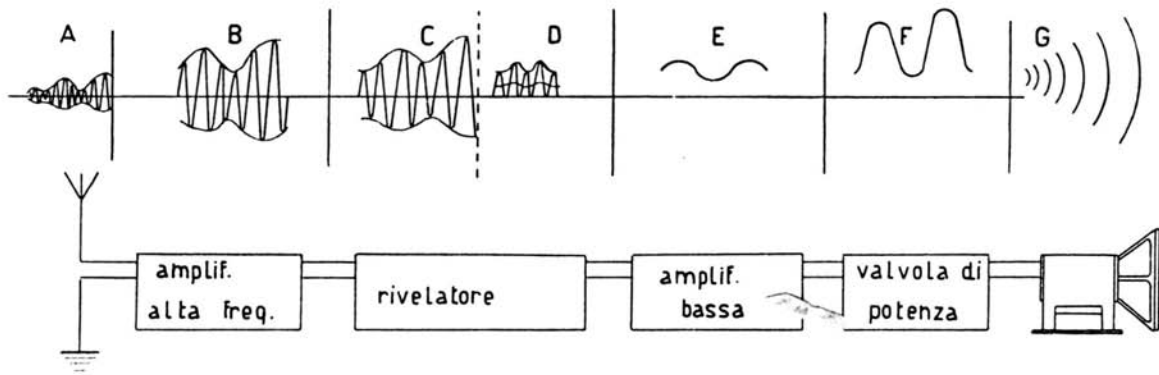 A B C D E F G
amplif.
alta freq.
rivelatore
amplif.
bassa
valvola di
potenza